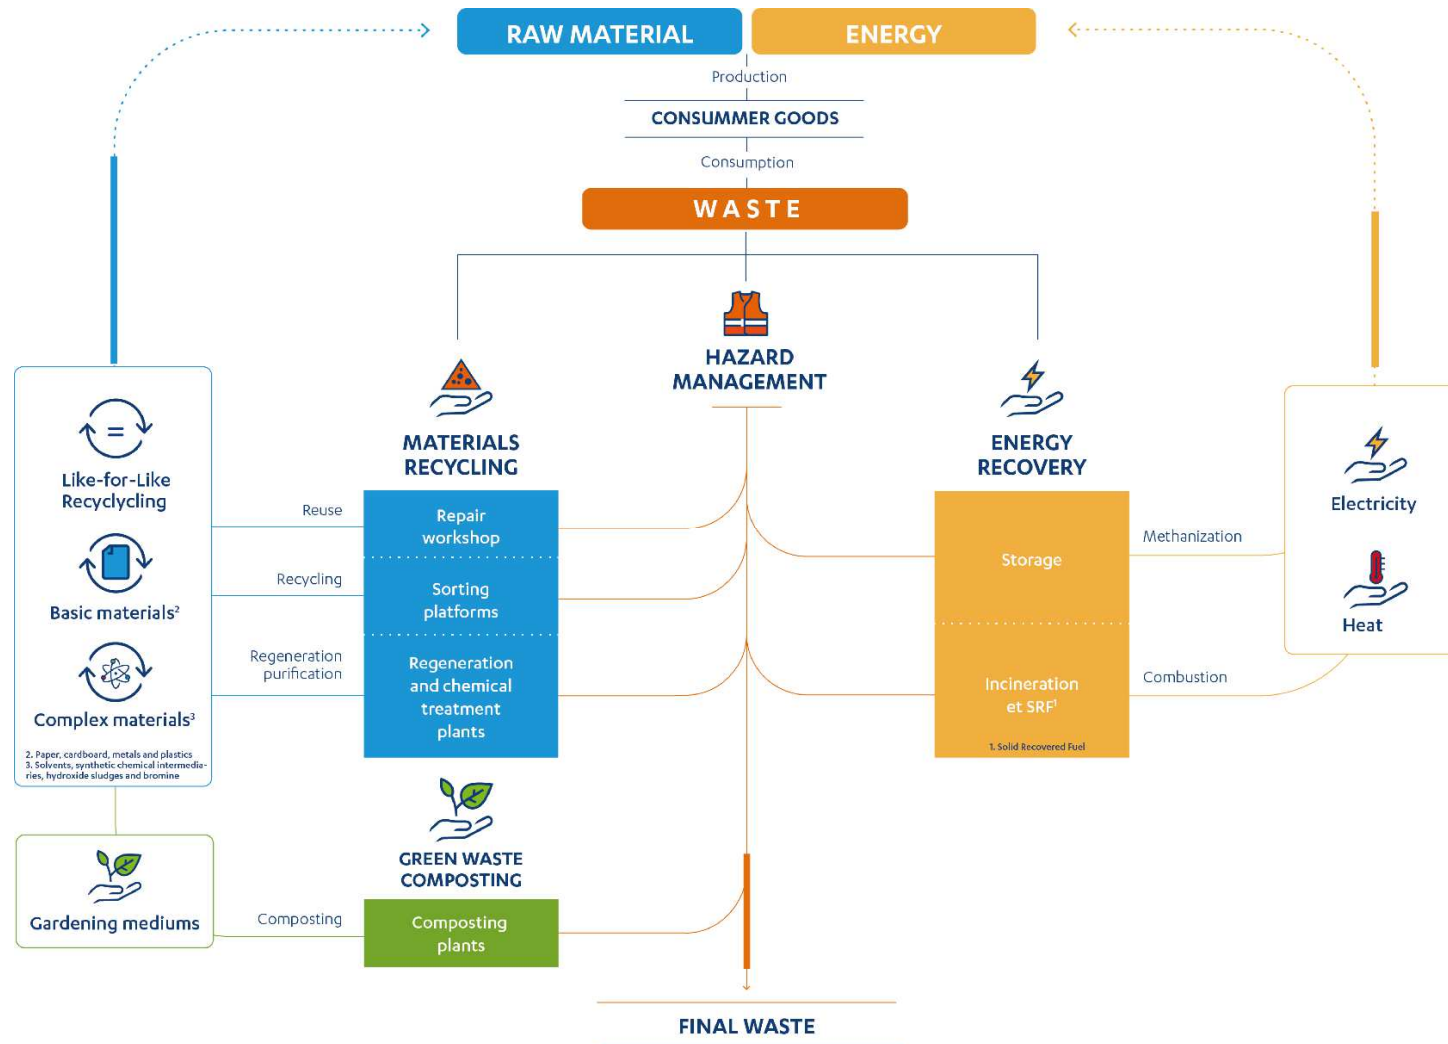 RAW MATERIAL
ENERGY
Production
CONSUMMER GOODS
Consumption
WASTE
HAZARD
MANAGEMENT
MATERIALS
RECYCLING
ENERGY
RECOVERY
Like-for-Like
Recyclycling
Basic materials²
Complex materials³
2. Paper, cardboard, metals and plastics
3. Solvents, synthetic chemical intermedia-
ries, hydroxide sludges and bromine
Reuse
Recycling
Regeneration
purification
Repair
workshop
Sorting
platforms
Regeneration
and chemical
treatment
plants
Storage
Incineration
et SRF¹
1. Solid Recovered Fuel
Methanization
Combustion
Electricity
Heat
GREEN WASTE
COMPOSTING
Gardening mediums
Composting
Composting
plants
FINAL WASTE